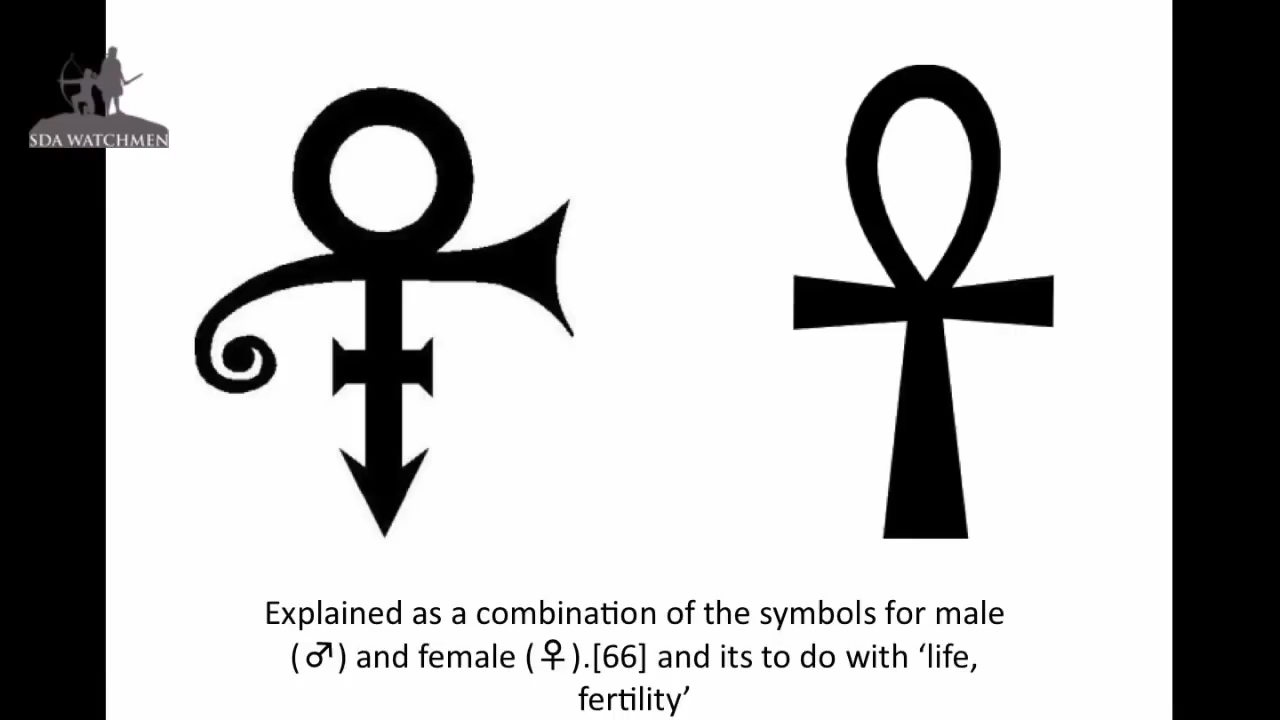 SDA WATCHMEN
Explained as a combination of the symbols for male
(♂) and female (♀).[66] and its to do with ‘life,
fertility’